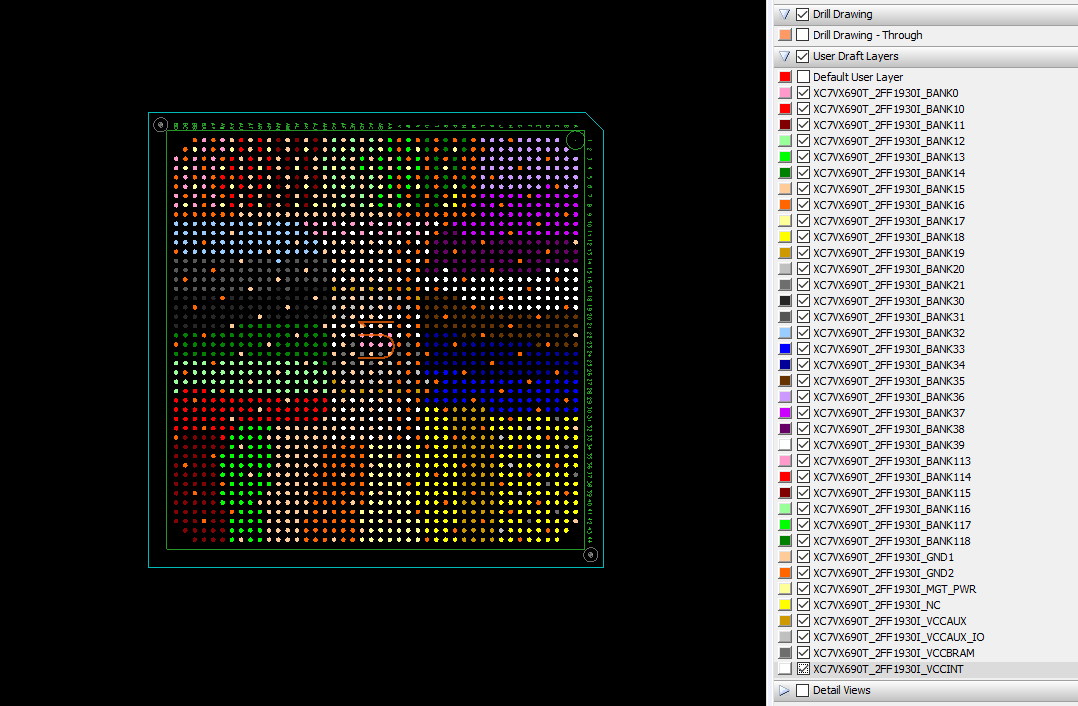 Drill Drawing
Drill Drawing - Through
User Draft Layers
Default User Layer
XC7VX690T_2FF1930I_BANK0
XC7VX690T_2FF1930I_BANK10
XC7VX690T_2FF1930I_BANK11
XC7VX690T_2FF1930I_BANK12
XC7VX690T_2FF1930I_BANK13
XC7VX690T_2FF1930I_BANK14
XC7VX690T_2FF1930I_BANK15
XC7VX690T_2FF1930I_BANK16
XC7VX690T_2FF1930I_BANK17
XC7VX690T_2FF1930I_BANK18
XC7VX690T_2FF1930I_BANK19
XC7VX690T_2FF1930I_BANK20
XC7VX690T_2FF1930I_BANK21
XC7VX690T_2FF1930I_BANK30
XC7VX690T_2FF1930I_BANK31
XC7VX690T_2FF1930I_BANK32
XC7VX690T_2FF1930I_BANK33
XC7VX690T_2FF1930I_BANK34
XC7VX690T_2FF1930I_BANK35
XC7VX690T_2FF1930I_BANK36
XC7VX690T_2FF1930I_BANK37
XC7VX690T_2FF1930I_BANK38
XC7VX690T_2FF1930I_BANK39
XC7VX690T_2FF1930I_BANK113
XC7VX690T_2FF1930I_BANK114
XC7VX690T_2FF1930I_BANK115
XC7VX690T_2FF1930I_BANK116
XC7VX690T_2FF1930I_BANK117
XC7VX690T_2FF1930I_BANK118
XC7VX690T_2FF1930I_GND1
XC7VX690T_2FF1930I_GND2
XC7VX690T_2FF1930I_MGT_PWR
XC7VX690T_2FF1930I_NC
XC7VX690T_2FF1930I_VCCAUX
XC7VX690T_2FF1930I_VCCAUX_IO
XC7VX690T_2FF1930I_VCCBRAM
XC7VX690T_2FF1930I_VCCINT
Detail Views